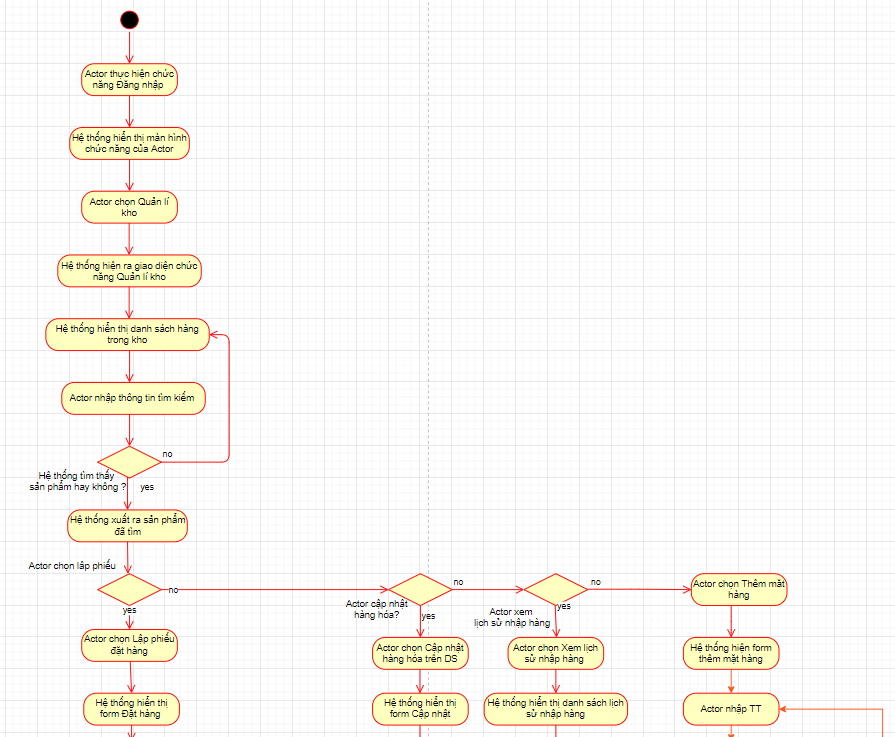 Actor thực hiện chức
năng Đăng nhập
Hệ thống hiển thị màn hình
chức năng của Actor
Actor chọn Quản lí
kho
Hệ thống hiện ra giao diện chức
năng Quản lí kho
Hệ thống hiển thị danh sách hàng
trong kho
Actor nhập thông tin tìm kiếm
no
Hệ thống tìm thấy
sản phẩm hay không ?
yes
Hệ thống xuất ra sản phẩm
đã tìm
Actor chọn lập phiếu
no
yes
Actor chọn Lập phiếu
đặt hàng
Hệ thống hiển thị
form Đặt hàng
Actor cập nhật
hàng hóa?
no
yes
Actor chọn Cập nhật
hàng hóa trên DS
Hệ thống hiển thị
form Cập nhật
Actor xem
lịch sử nhập hàng
no
yes
Actor chọn Xem lịch
sử nhập hàng
Hệ thống hiển thị danh sách lịch
sử nhập hàng
Actor chọn Thêm mặt
hàng
Hệ thống hiện form
thêm mặt hàng
Actor nhập TT